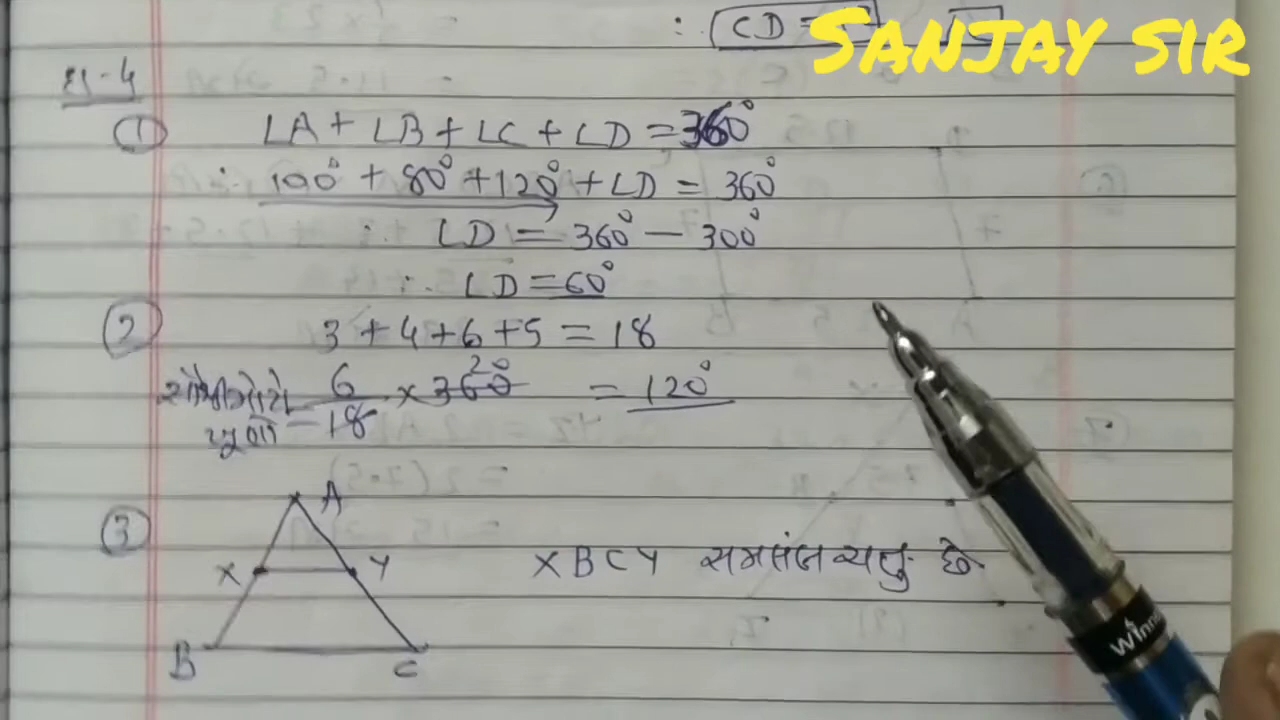 CD =
SANJAY SIR
પ્ર-4
① ∠A + ∠B + ∠C + ∠D = 360°
∴ 100° + 80° + 120° + ∠D = 360°
∴ ∠D = 360° – 300°
∴ ∠D = 60°
② 3 + 4 + 6 + 5 = 18
6/18 × 360° 20 = 120°
ખૂણો =
③ A
X Y
B C
XBCY સમલંબ ચતુ. છે